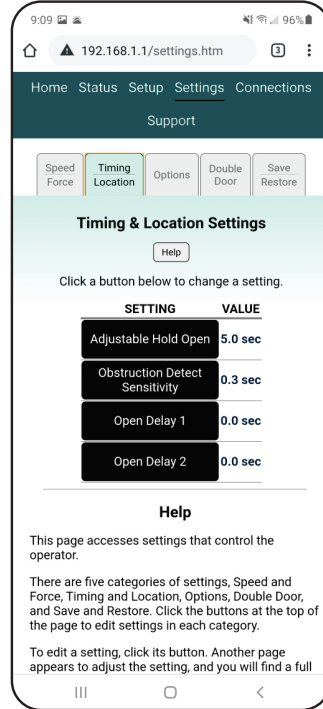 9:09 96%
192.168.1.1/settings.htm 3
Home Status Setup Settings Connections
Support
Speed Force Timing Location Options Double Door Save Restore
Timing & Location Settings
Help
Click a button below to change a setting.
SETTING VALUE
Adjustable Hold Open 5.0 sec
Obstruction Detect Sensitivity 0.3 sec
Open Delay 1 0.0 sec
Open Delay 2 0.0 sec
Help
This page accesses settings that control the
operator.
There are five categories of settings, Speed and
Force, Timing and Location, Options, Double Door,
and Save and Restore. Click the buttons at the top of
the page to edit settings in each category.
To edit a setting, click its button. Another page
appears to adjust the setting, and you will find a full